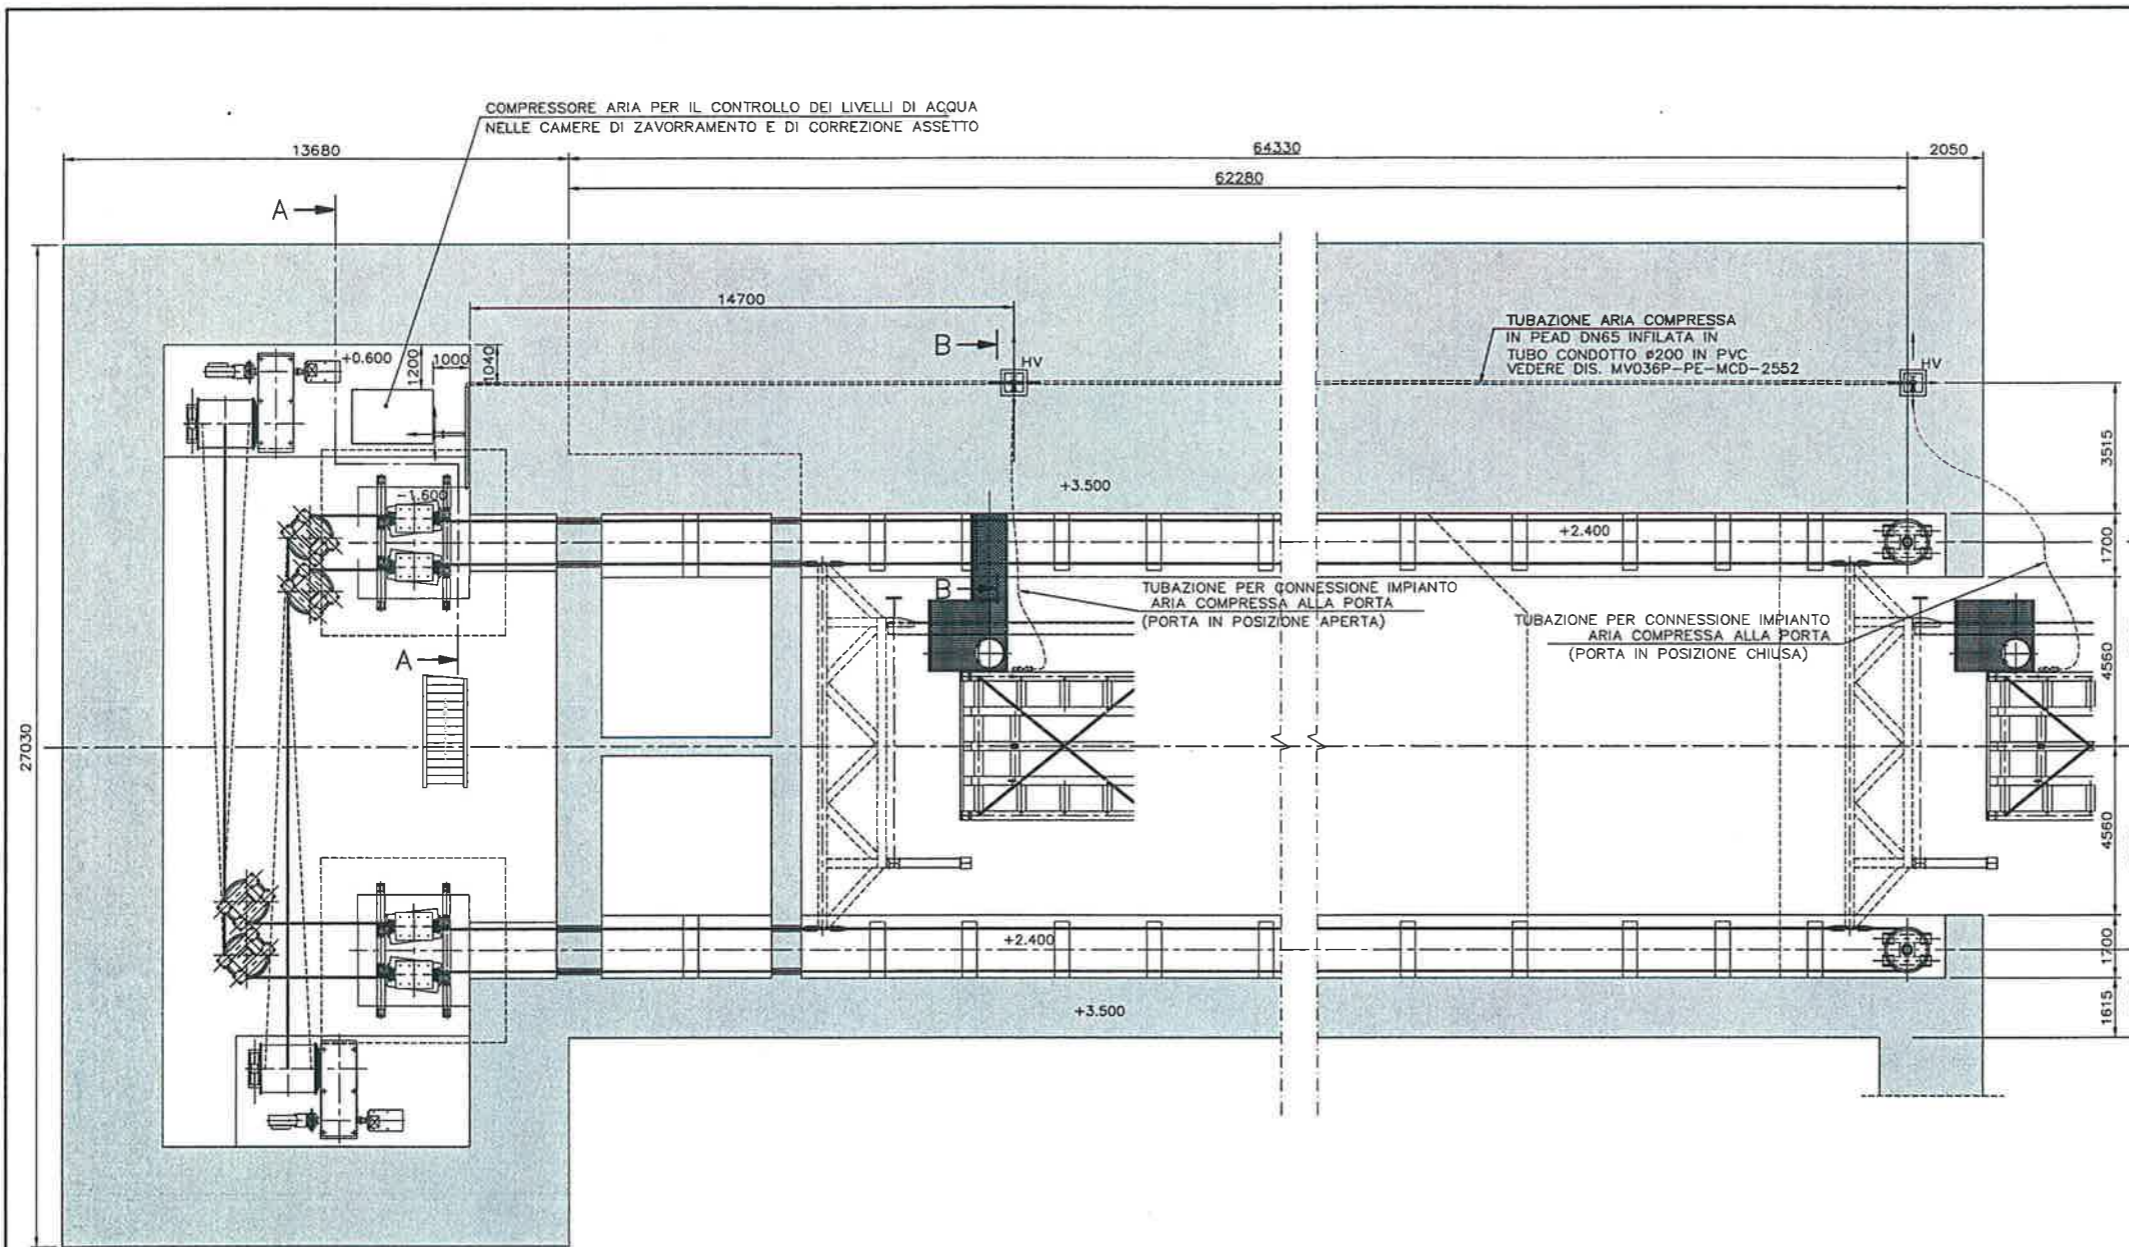 COMPRESSORE ARIA PER IL CONTROLLO DEI LIVELLI DI ACQUA
NELLE CAMERE DI ZAVORRAMENTO E DI CORREZIONE ASSETTO
13680
64330
2050
62280
A
14700
B
HV
TUBAZIONE ARIA COMPRESSA
IN PEAD DN65 INFILATA IN
TUBO CONDOTTO ø200 IN PVC
VEDERE DIS. MV036P-PE-MCD-2552
HV
+0.600
1200
1000
1040
3515
-1.600
+3.500
+2.400
1700
B
TUBAZIONE PER CONNESSIONE IMPIANTO
ARIA COMPRESSA ALLA PORTA
(PORTA IN POSIZIONE APERTA)
TUBAZIONE PER CONNESSIONE IMPIANTO
ARIA COMPRESSA ALLA PORTA
(PORTA IN POSIZIONE CHIUSA)
A
4560
27030
4560
+2.400
1700
+3.500
1615